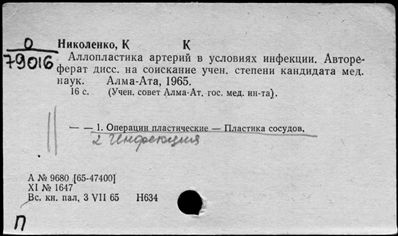 О
79016
Николенко, К К
Аллопластика артерий в условиях инфекции. Авторе-
ферат дисс. на соискание учен. степени кандидата мед.
наук. Алма-Ата, 1965.
16 с. (Учен. совет Алма-Ат. гос. мед. ин-та).
— — 1. Операции пластические — Пластика сосудов.
2 Инфекция
А № 9680 [65-47400]
XI № 1647
Вс. кн. пал, 3 VII 65 Н634
П